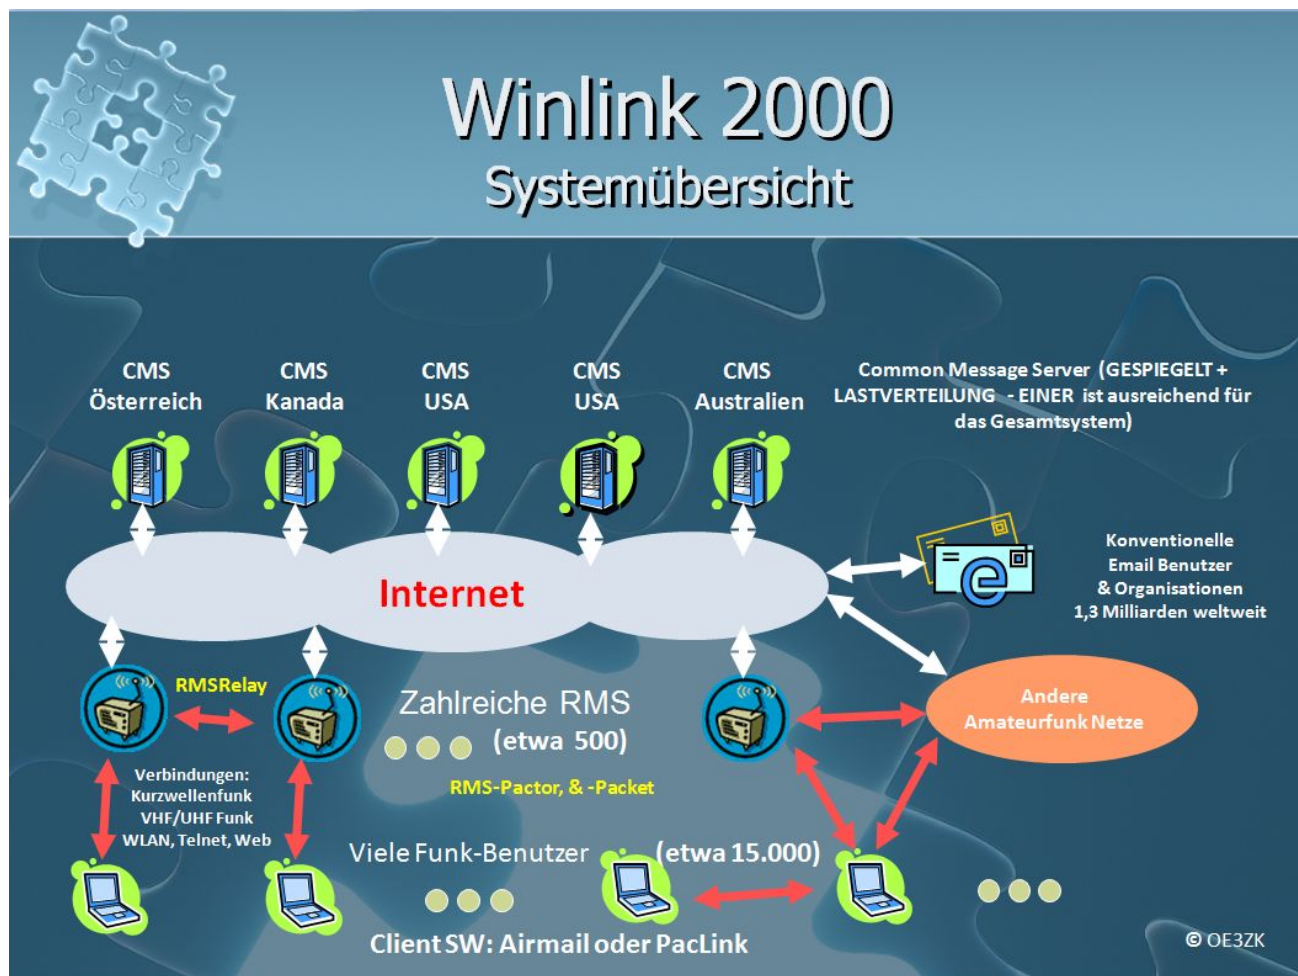 Winlink 2000
Systemübersicht
CMS
Österreich
CMS
Kanada
CMS
USA
CMS
USA
CMS
Australien
Common Message Server (GESPIEGELT +
LASTVERTEILUNG - EINER ist ausreichend für
das Gesamtsystem)
Internet
e
Konventionelle
Email Benutzer
& Organisationen
1,3 Milliarden weltweit
RMSRelay
Zahlreiche RMS
(etwa 500)
Andere
Amateurfunk Netze
RMS-Pactor, & -Packet
Verbindungen:
Kurzwellenfunk
VHF/UHF Funk
WLAN, Telnet, Web
Viele Funk-Benutzer (etwa 15.000)
Client SW: Airmail oder PacLink
© OE3ZK